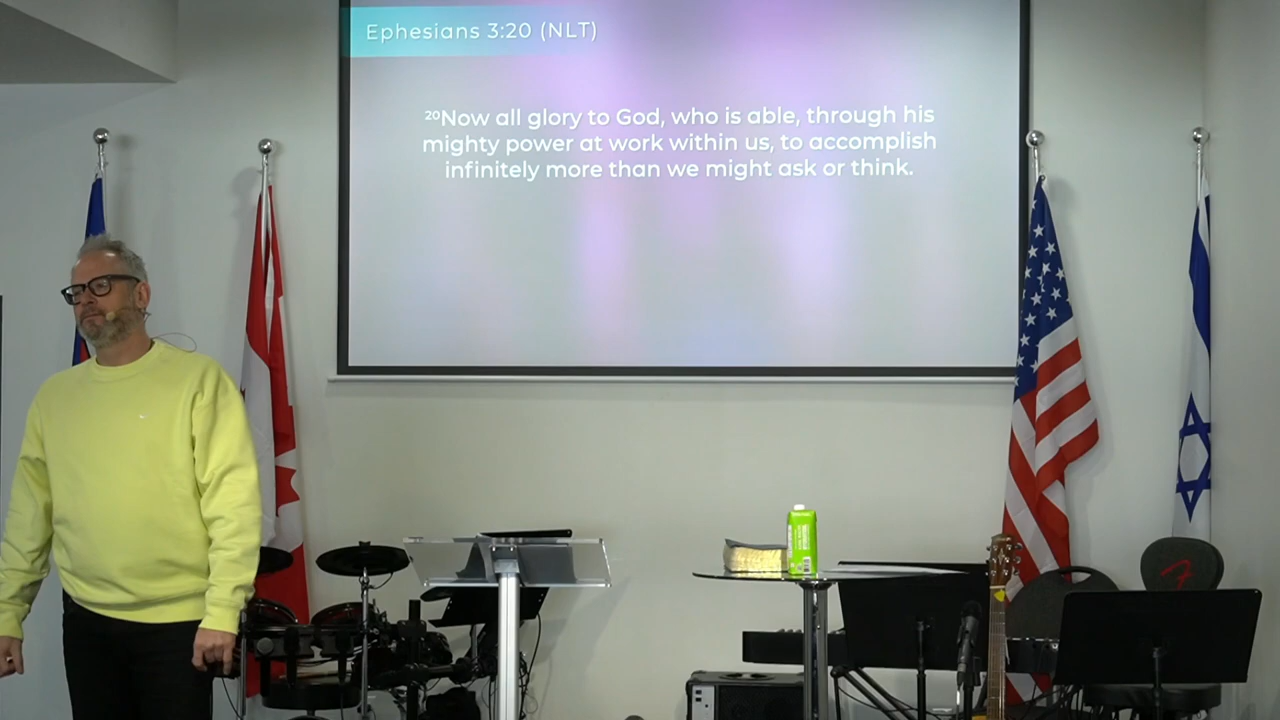 Ephesians 3:20 (NLT)
²⁰Now all glory to God, who is able, through his
mighty power at work within us, to accomplish
infinitely more than we might ask or think.